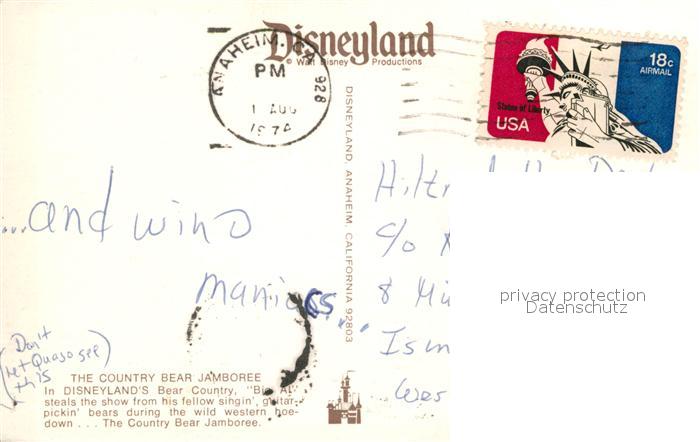 Disneyland
© Walt Disney Productions
ANAHEIM, CA 928
PM
1 AUG
1974
18c
AIRMAIL
Statue of Liberty
USA
DISNEYLAND, ANAHEIM, CALIFORNIA 92803
...and wind
maniacs
(Don't
let Quaso see
this)
c/o
8
privacy protection
Datenschutz
THE COUNTRY BEAR JAMBOREE
In DISNEYLAND'S Bear Country, "Big Al"
steals the show from his fellow singin', guitar
pickin' bears during the wild western hoe-
down . . . The Country Bear Jamboree.